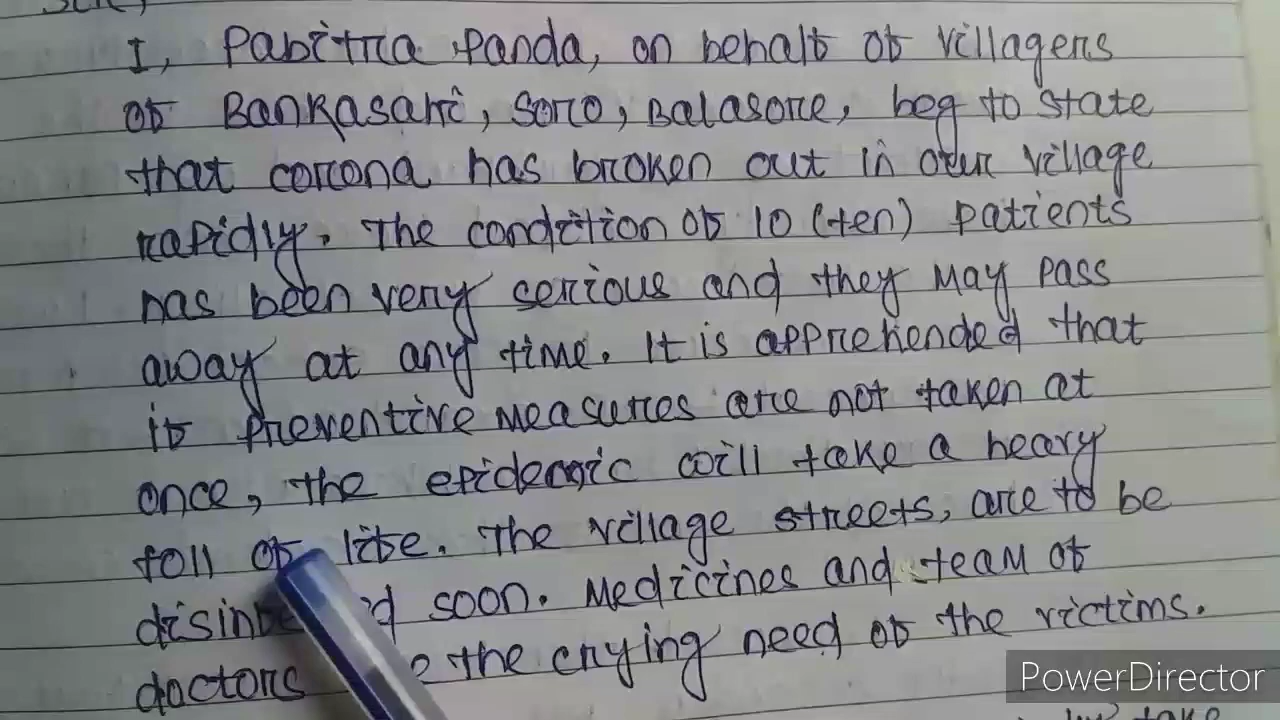 Sir,
I, Pabitra Panda, on behalf of villagers
of Bankasahi, Soro, Balasore, beg to state
that corona has broken out in our village
rapidly. The condition of 10 (ten) patients
has been very serious and they may pass
away at any time. It is apprehended that
if preventive measures are not taken at
once, the epidemic will take a heavy
toll of life. The village streets, are to be
soon. Medicines and team of
doctors the crying need of the victims.
PowerDirector
take